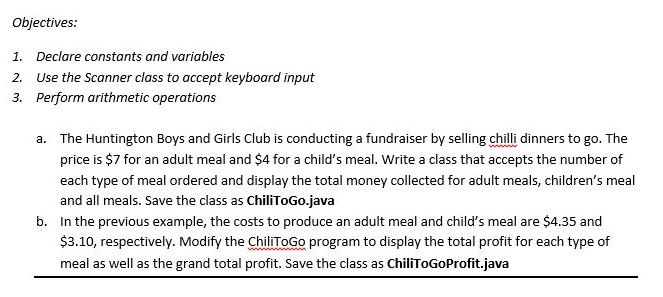 Objectives:
1. Declare constants and variables
2. Use the Scanner class to accept keyboard input
3. Perform arithmetic operations
a. The Huntington Boys and Girls Club is conducting a fundraiser by selling chilli dinners to go. The
price is $7 for an adult meal and $4 for a child's meal. Write a class that accepts the number of
each type of meal ordered and display the total money collected for adult meals, children's meal
and all meals. Save the class as ChiliToGo.java
b. In the previous example, the costs to produce an adult meal and child's meal are $4.35 and
$3.10, respectively. Modify the ChiliToGo program to display the total profit for each type of
meal as well as the grand total profit. Save the class as ChiliToGoProfit.java